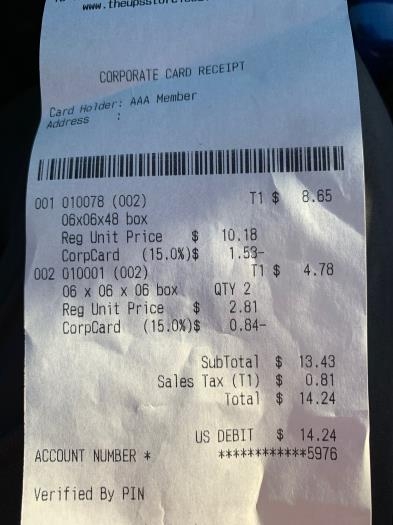 www.theupsstore.com
CORPORATE CARD RECEIPT
Card Holder: AAA Member
Address :
001 010078 (002) T1 $ 8.65
06x06x48 box
Reg Unit Price $ 10.18
CorpCard (15.0%)$ 1.53-
002 010001 (002) T1 $ 4.78
06 x 06 x 06 box QTY 2
Reg Unit Price $ 2.81
CorpCard (15.0%)$ 0.84-
SubTotal $ 13.43
Sales Tax (T1) $ 0.81
Total $ 14.24
US DEBIT $ 14.24
ACCOUNT NUMBER * ************5976
Verified By PIN